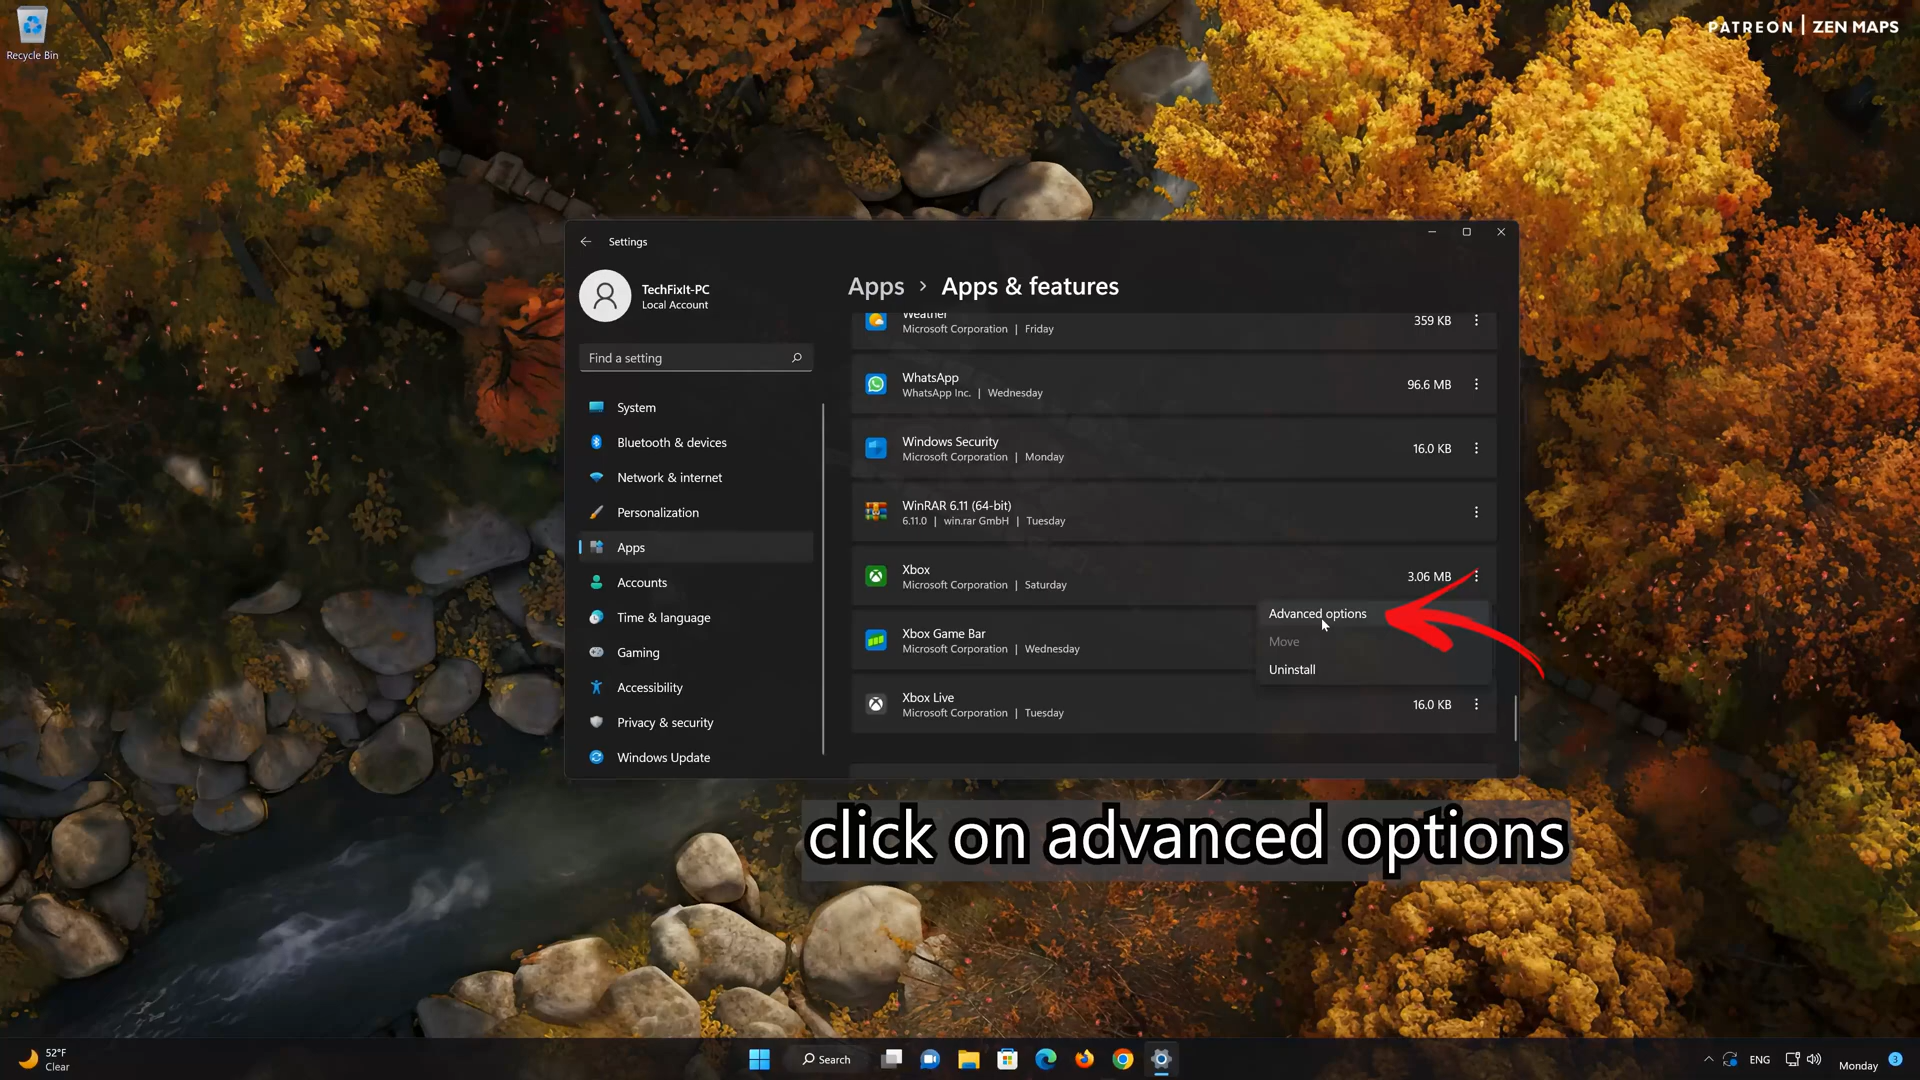 Recycle Bin
PATREON | ZEN MAPS
Settings
TechFixIt-PC
Local Account
Find a setting
System
Bluetooth & devices
Network & internet
Personalization
Apps
Accounts
Time & language
Gaming
Accessibility
Privacy & security
Windows Update
Apps > Apps & features
Weather
Microsoft Corporation | Friday
359 KB
WhatsApp
WhatsApp Inc. | Wednesday
96.6 MB
Windows Security
Microsoft Corporation | Monday
16.0 KB
WinRAR 6.11 (64-bit)
6.11.0 | win.rar GmbH | Tuesday
Xbox
Microsoft Corporation | Saturday
3.06 MB
Advanced options
Move
Uninstall
Xbox Game Bar
Microsoft Corporation | Wednesday
Xbox Live
Microsoft Corporation | Tuesday
16.0 KB
click on advanced options
52°F
Clear
Search
ENG
Monday
3